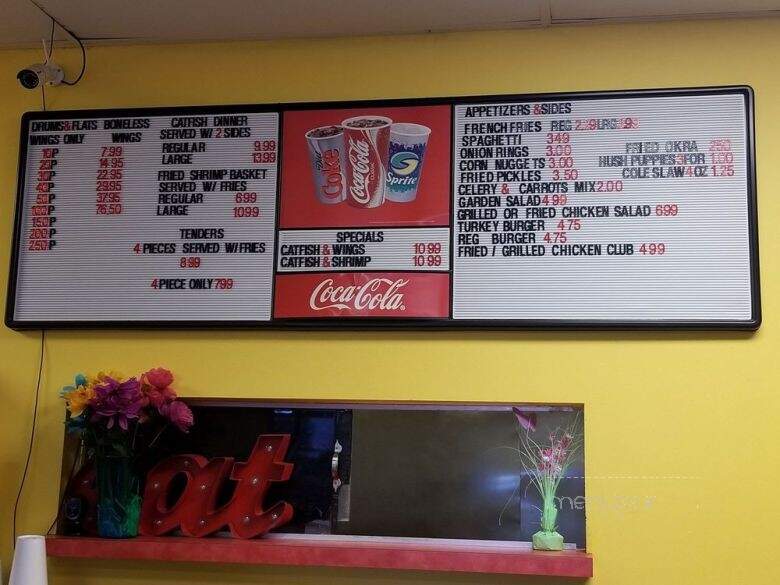 DRUMS&FLATS BONELESS
WINGS ONLY WINGS
10P 7.99
20P 14.95
30P 22.95
40P 29.95
50P 37.95
100P 76.50
150P
200P
250P
CATFISH DINNER
SERVED W/ 2 SIDES
REGULAR 9.99
LARGE 13.99
FRIED SHRIMP BASKET
SERVED W/ FRIES
REGULAR 6.99
LARGE 10.99
TENDERS
4 PIECES SERVED W/FRIES
8.99
4 PIECE ONLY 7.99
Diet Coke
Coca-Cola
CLASSIC
Sprite
SPECIALS
CATFISH & WINGS 10.99
CATFISH & SHRIMP 10.99
Coca-Cola
APPETIZERS &SIDES
FRENCH FRIES REG 2.29 LRG
SPAGHETTI 3.49
ONION RINGS 3.00
CORN NUGGETS 3.00
FRIED PICKLES 3.50
FRIED OKRA 2.50
HUSH PUPPIES 3FOR 1.00
COLE SLAW 4 OZ 1.25
CELERY & CARROTS MIX 2.00
GARDEN SALAD 4.99
GRILLED OR FRIED CHICKEN SALAD 6.99
TURKEY BURGER 4.75
REG BURGER 4.75
FRIED / GRILLED CHICKEN CLUB 4.99
eat